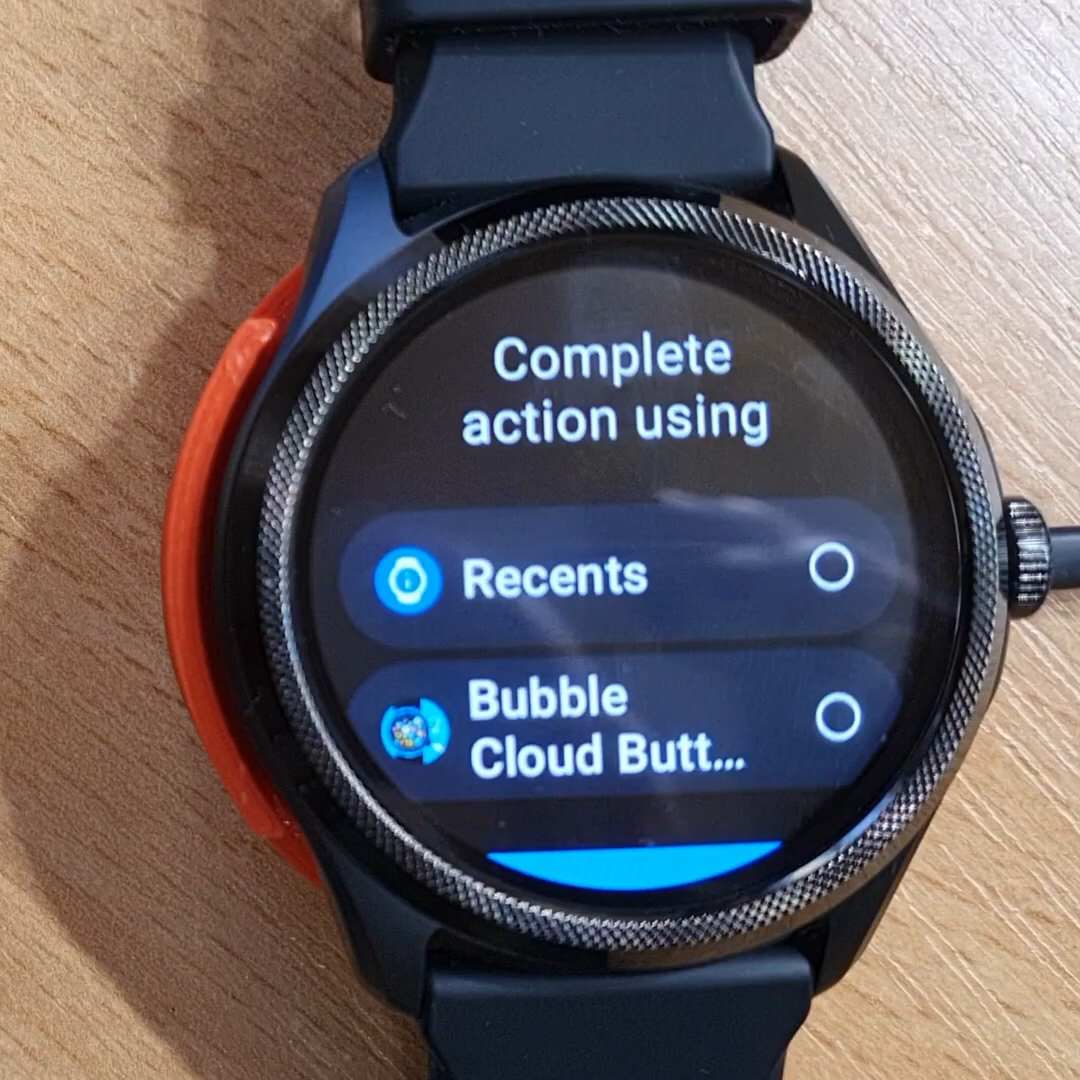 Complete
action using
Recents
Bubble
Cloud Butt...